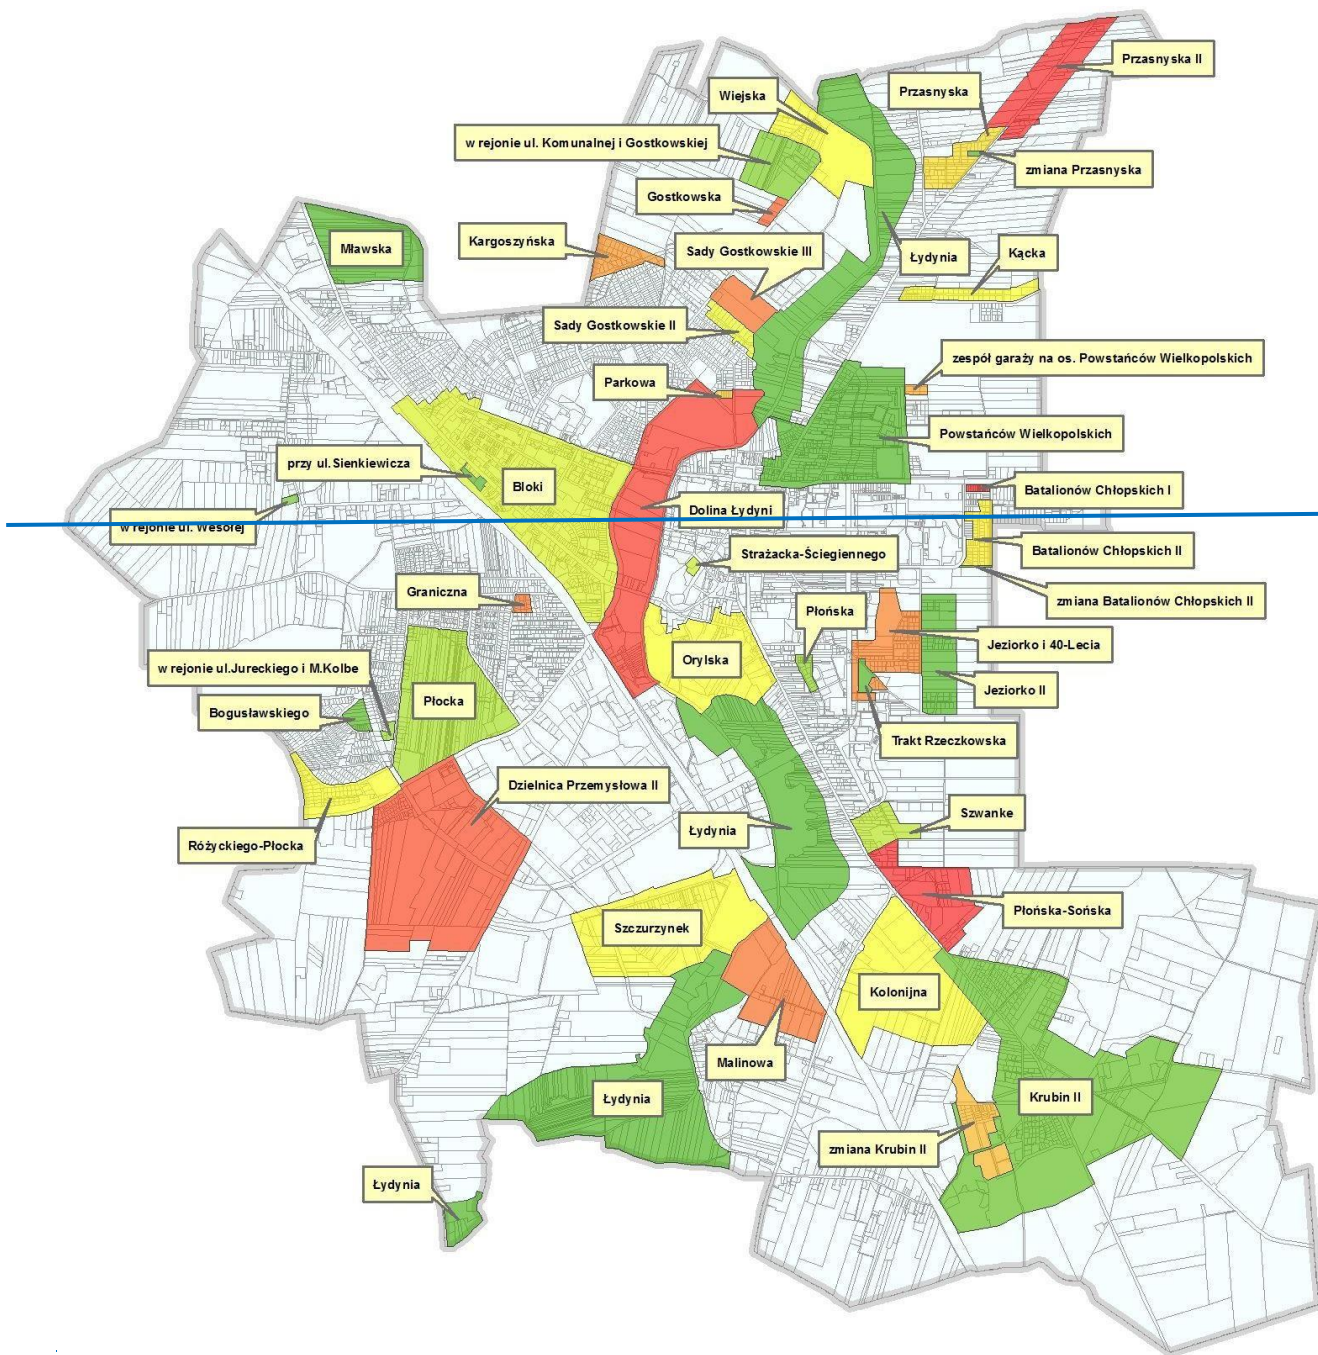 Przasnyska II
Wiejska
Przasnyska
w rejonie ul. Komunalnej i Gostkowskiej
zmiana Przasnyska
Gostkowska
Kargoszyńska
Mławska
Sady Gostkowskie III
Łydynia
Kącka
Sady Gostkowskie II
zespół garaży na os. Powstańców Wielkopolskich
Parkowa
Powstańców Wielkopolskich
przy ul.Sienkiewicza
Bloki
Batalionów Chłopskich I
Dolina Łydyni
w rejonie ul. Wesołej
Strażacka-Ściegiennego
Batalionów Chłopskich II
Graniczna
zmiana Batalionów Chłopskich II
Płońska
Jeziorko i 40-Lecia
Orylska
w rejonie ul.Jureckiego i M.Kolbe
Płocka
Jeziorko II
Bogusławskiego
Trakt Rzeczkowska
Dzielnica Przemysłowa II
Szwanke
Łydynia
Różyckiego-Płocka
Płońska-Sońska
Szczurzynek
Kolonijna
Malinowa
Łydynia
Krubin II
zmiana Krubin II
Łydynia